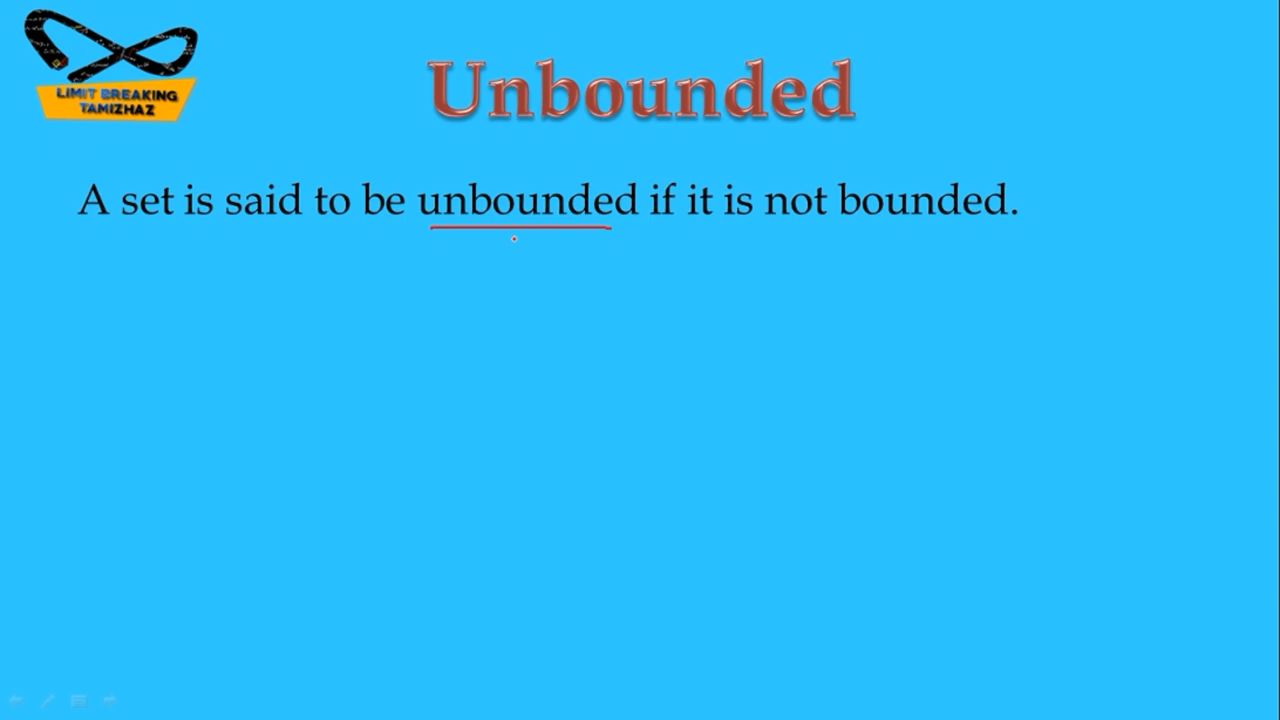 LIMIT BREAKING
TAMIZHAZ
Unbounded
A set is said to be unbounded if it is not bounded.